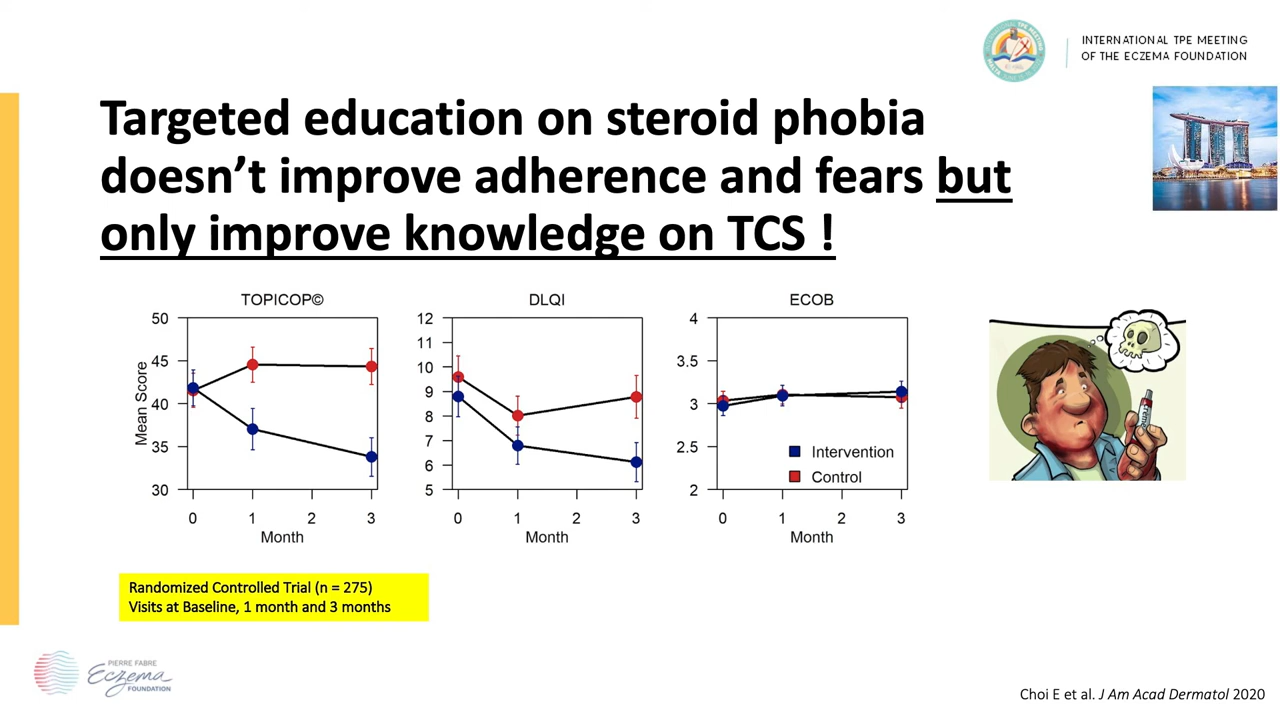 INTERNATIONAL TPE MEETING
OF THE ECZEMA FOUNDATION
Targeted education on steroid phobia
doesn’t improve adherence and fears but
only improve knowledge on TCS !
TOPICOP©
Mean Score
50
45
40
35
30
0 1 2 3
Month
DLQI
12
11
10
9
8
7
6
5
0 1 2 3
Month
ECOB
4
3.5
3
2.5
2
Intervention
Control
0 1 2 3
Month
Randomized Controlled Trial (n = 275)
Visits at Baseline, 1 month and 3 months
PIERRE FABRE
Eczema
FOUNDATION
Choi E et al. J Am Acad Dermatol 2020